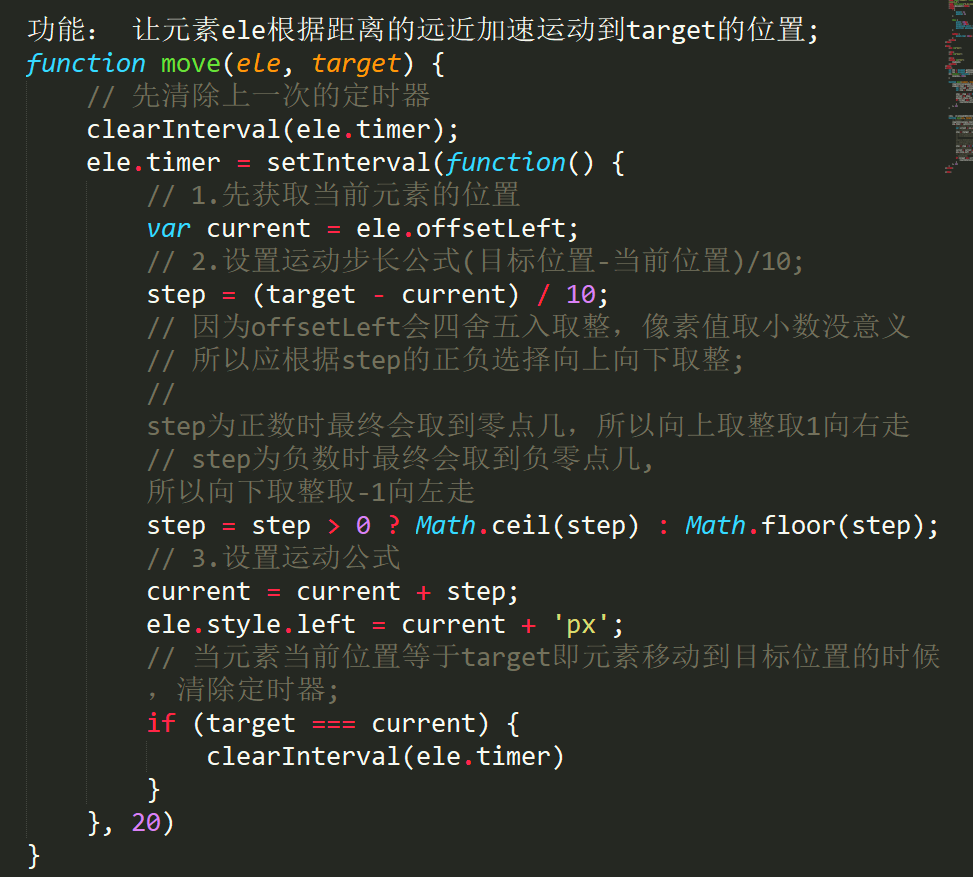 功能： 让元素ele根据距离的远近加速运动到target的位置;
function move(ele, target) {
// 先清除上一次的定时器
clearInterval(ele.timer);
ele.timer = setInterval(function() {
// 1.先获取当前元素的位置
var current = ele.offsetLeft;
// 2.设置运动步长公式(目标位置-当前位置)/10;
step = (target - current) / 10;
// 因为offsetLeft会四舍五入取整，像素值取小数没意义
// 所以应根据step的正负选择向上向下取整;
//
step为正数时最终会取到零点几，所以向上取整取1向右走
// step为负数时最终会取到负零点几，
所以向下取整取-1向左走
step = step > 0 ? Math.ceil(step) : Math.floor(step);
// 3.设置运动公式
current = current + step;
ele.style.left = current + 'px';
// 当元素当前位置等于target即元素移动到目标位置的时候
，清除定时器;
if (target === current) {
clearInterval(ele.timer)
}
}, 20)
}